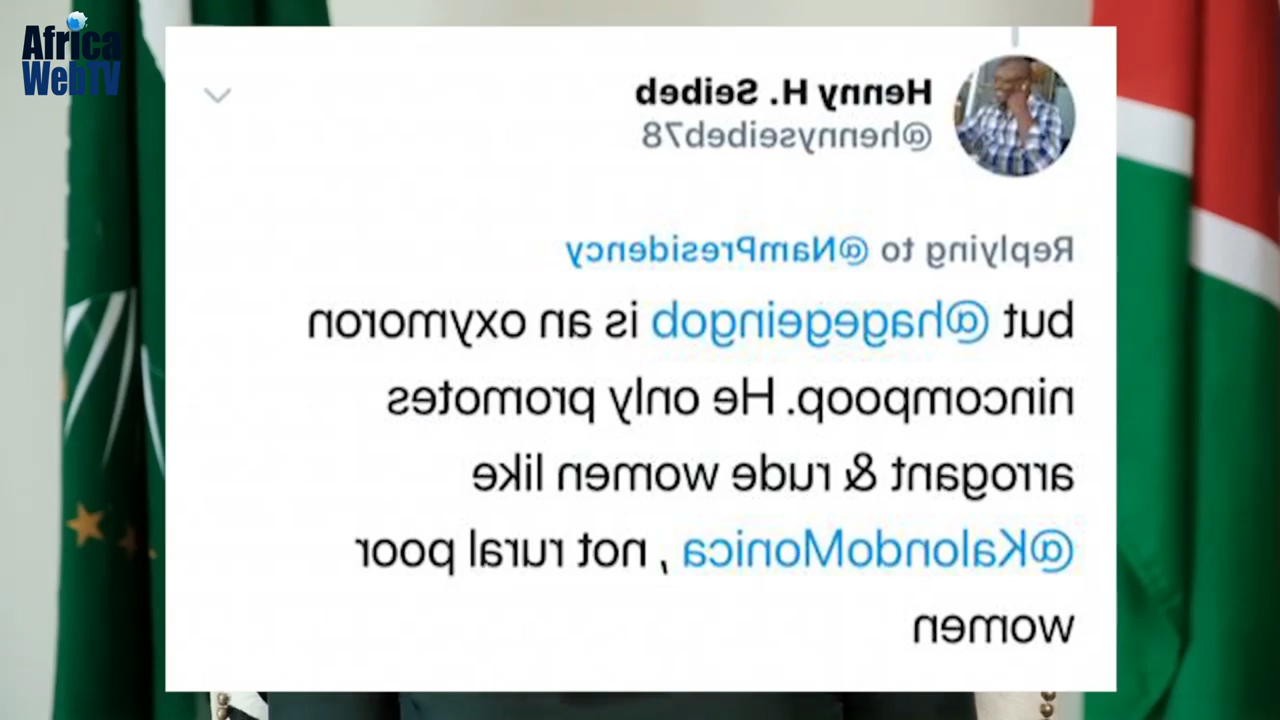 Africa
WebTV
Henny H. Seibeb
@hennyseibeb78
Replying to @NamPresidency
but @hagegeingob is an oxymoron
nincompoop. He only promotes
arrogant & rude women like
@KalondoMonica , not rural poor
women